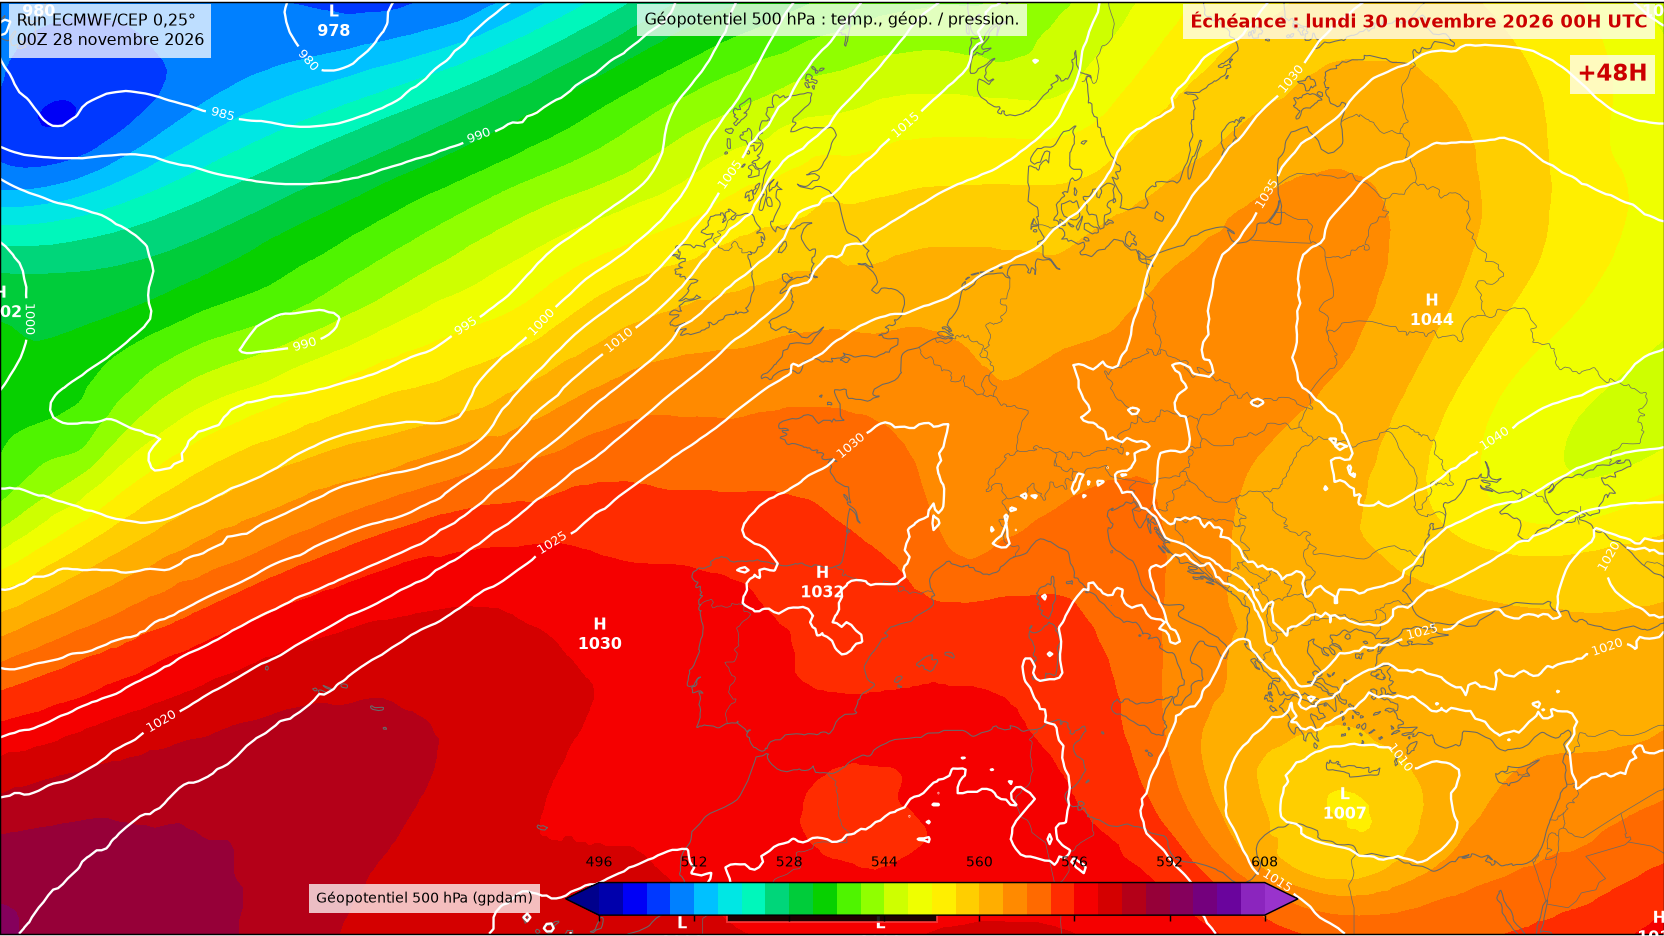 980
Run ECMWF/CEP 0,25°
00Z 28 novembre 2026
L
978
Géopotentiel 500 hPa : temp., géop. / pression.
Échéance : lundi 30 novembre 2026 00H UTC
+48H
980
985
990
1015
1030
1005
1035
H
02
1000
990
995
1000
1010
H
1044
1030
1040
1025
1020
H
1032
H
1030
1025
1020
1020
1010
L
1007
1015
496 512 528 544 560 576 592 608
Géopotentiel 500 hPa (gpdam)
L
L
H